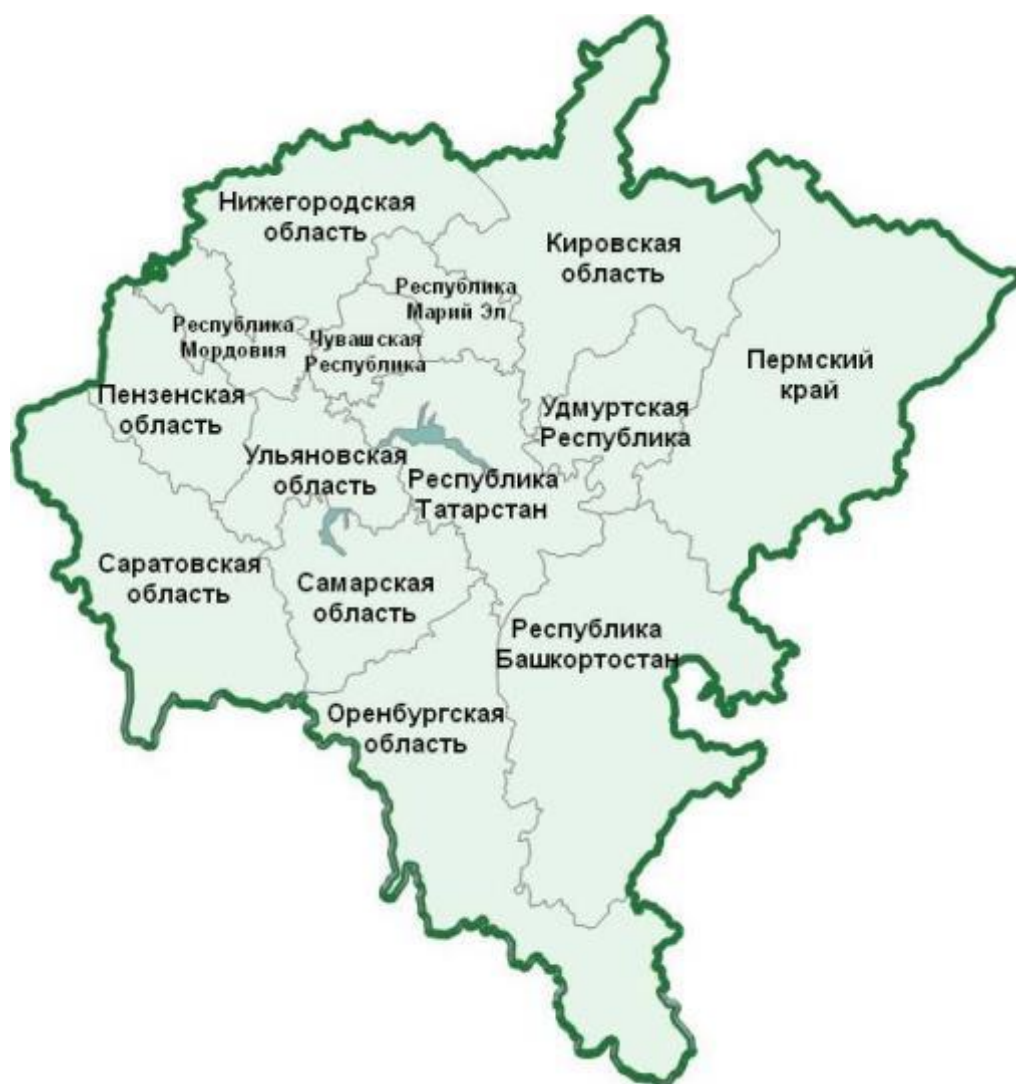 Нижегородская
область
Кировская
область
Республика
Марий Эл
Республика
Мордовия
Чувашская
Республика
Пермский
край
Пензенская
область
Удмуртская
Республика
Ульяновская
область
Республика
Татарстан
Саратовская
область
Самарская
область
Республика
Башкортостан
Оренбургская
область